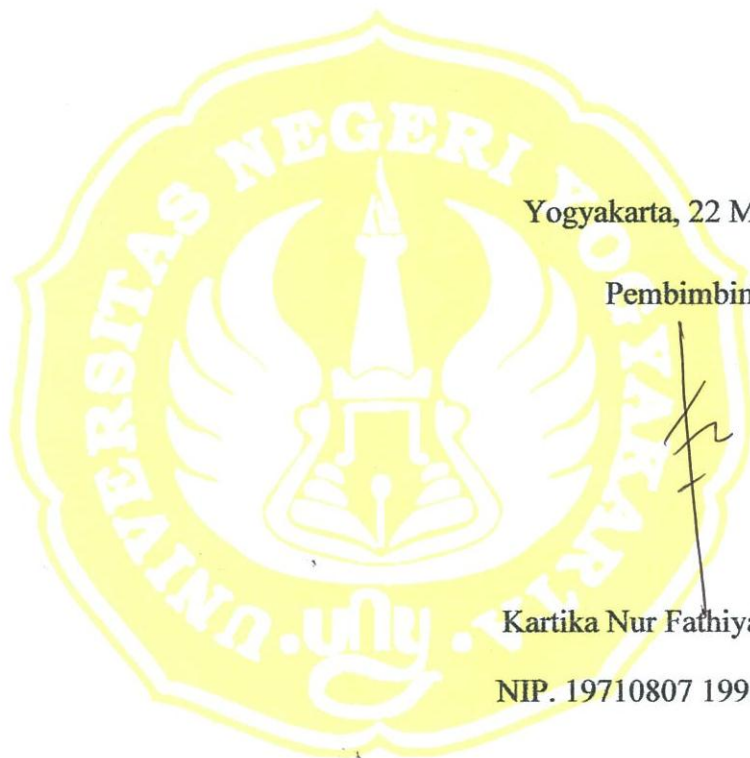 UNIVERSITAS NEGERI YOGYAKARTA
Yogyakarta, 22 M
Pembimbin
Kartika Nur Fathiya
NIP. 19710807 199
UNY